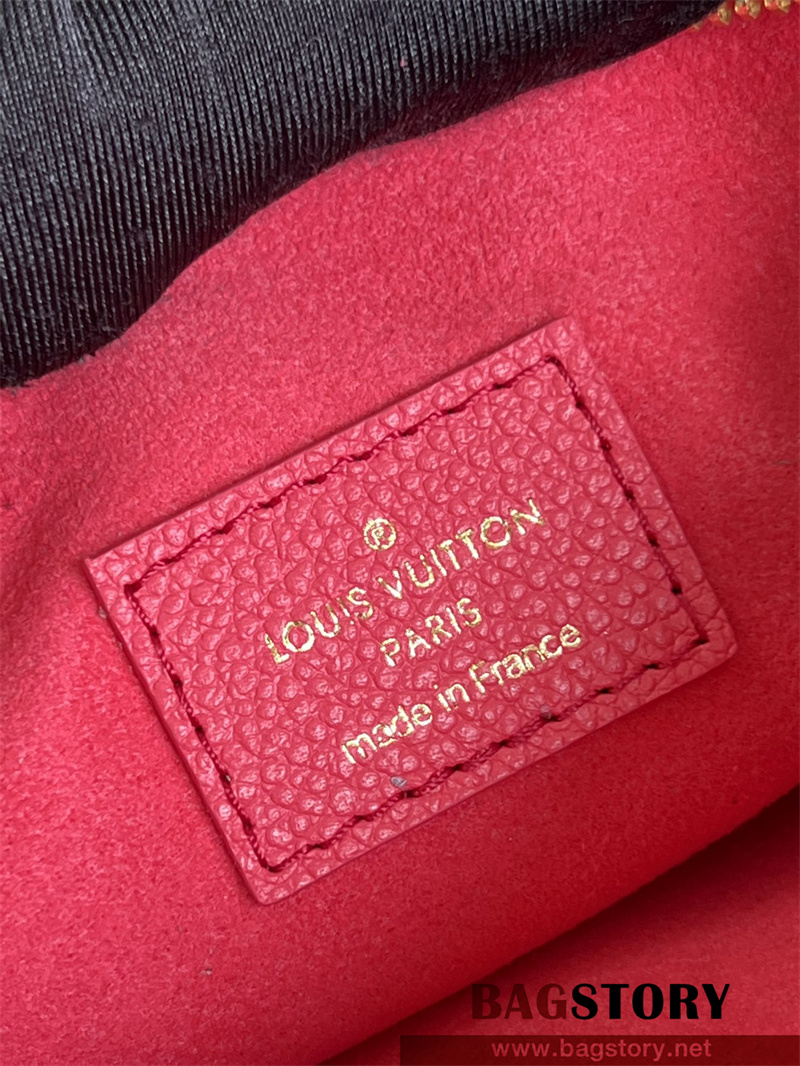 ®
LOUIS VUITTON
PARIS
made in France
BAGSTORY
www.bagstory.net